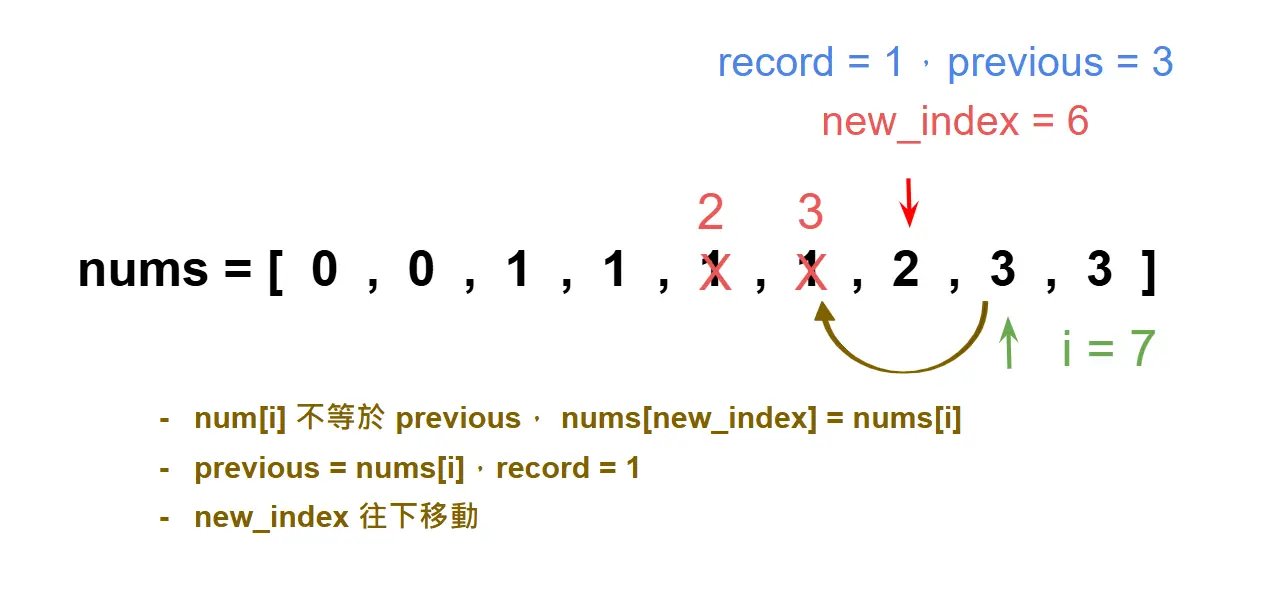 record = 1，previous = 3
new_index = 6
2 3
nums = [ 0 , 0 , 1 , 1 , 1 , 1 , 2 , 3 , 3 ]
x x
i = 7
- num[i] 不等於 previous， nums[new_index] = nums[i]
- previous = nums[i]，record = 1
- new_index 往下移動